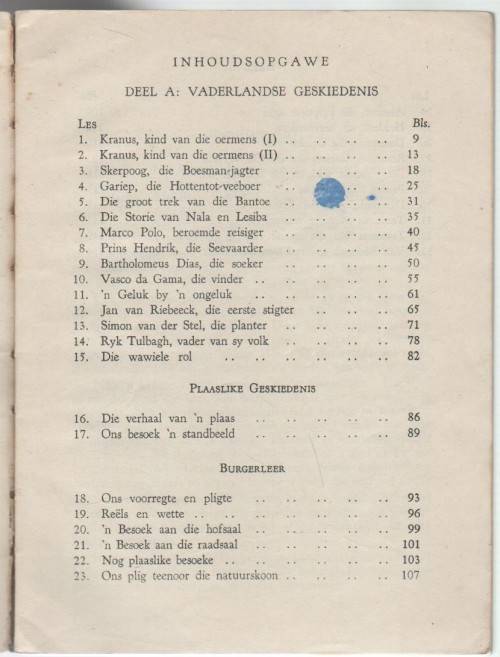 INHOUDSOPGAWE
DEEL A: VADERLANDSE GESKIEDENIS
LES Bls.
1. Kranus, kind van die oermens (I) .. .. .. .. 9
2. Kranus, kind van die oermens (II) .. .. .. .. 13
3. Skerpoog, die Boesman-jagter .. .. .. .. 18
4. Gariep, die Hottentot-veeboer .. .. .. 25
5. Die groot trek van die Bantoe .. .. .. 31
6. Die Storie van Nala en Lesiba .. .. .. .. 35
7. Marco Polo, beroemde reisiger .. .. .. .. 40
8. Prins Hendrik, die Seevaarder .. .. .. .. 45
9. Bartholomeus Dias, die soeker .. .. .. .. 50
10. Vasco da Gama, die vinder .. .. .. .. .. 55
11. 'n Geluk by 'n ongeluk .. .. .. .. .. 61
12. Jan van Riebeeck, die eerste stigter .. .. .. .. 65
13. Simon van der Stel, die planter .. .. .. .. 71
14. Ryk Tulbagh, vader van sy volk .. .. .. .. 78
15. Die wawiele rol .. .. .. .. .. .. 82
PLAASLIKE GESKIEDENIS
16. Die verhaal van 'n plaas .. .. .. .. .. 86
17. Ons besoek 'n standbeeld .. .. .. .. .. 89
BURGERLEER
18. Ons voorregte en pligte .. .. .. .. .. 93
19. Reëls en wette .. .. .. .. .. .. .. 96
20. 'n Besoek aan die hofsaal .. .. .. .. .. 99
21. 'n Besoek aan die raadsaal .. .. .. .. .. 101
22. Nog plaaslike besoeke .. .. .. .. .. .. 103
23. Ons plig teenoor die natuurskoon .. .. .. .. 107